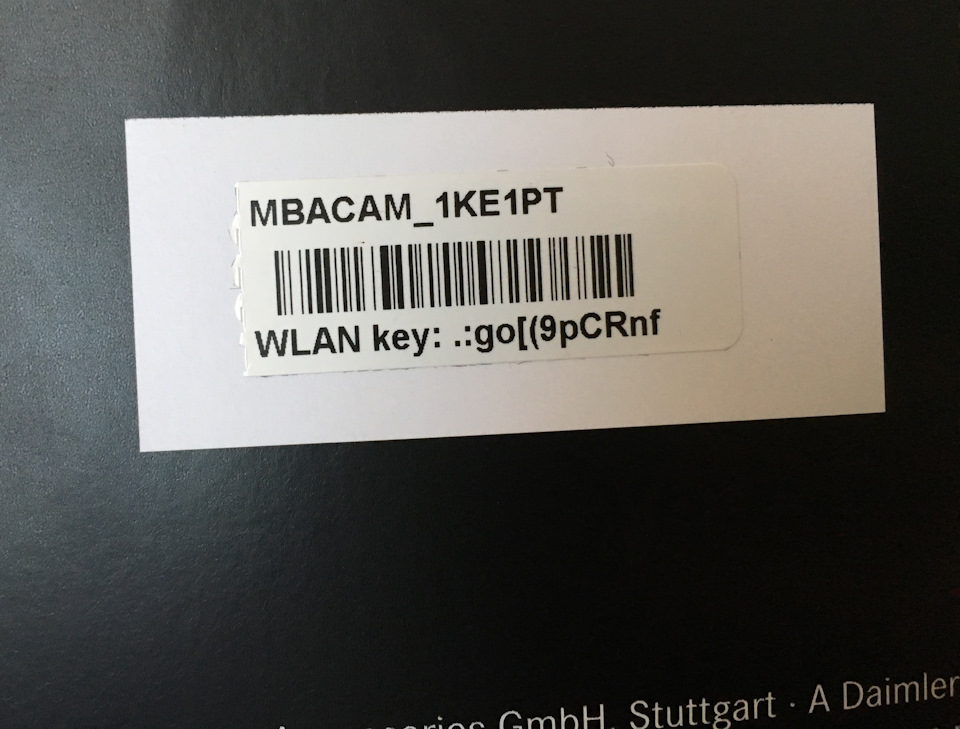 MBACAM_1KE1PT
WLAN key: .:go[(9pCRnf
GmbH, Stuttgart · A Daimler